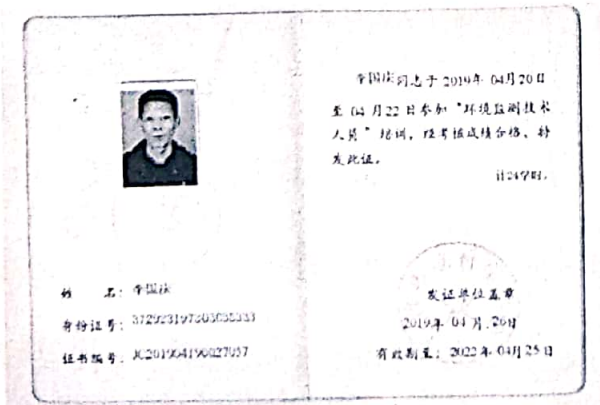 李国庆同志于2019年04月20日
至04月22日参加“环境监测技术
人员”培训，经考核成绩合格，特
发此证。
计24学时。
姓 名：李国庆
身份证号：
证书编号：
发证单位盖章
2019年04月26日
有效期至：2022年04月25日